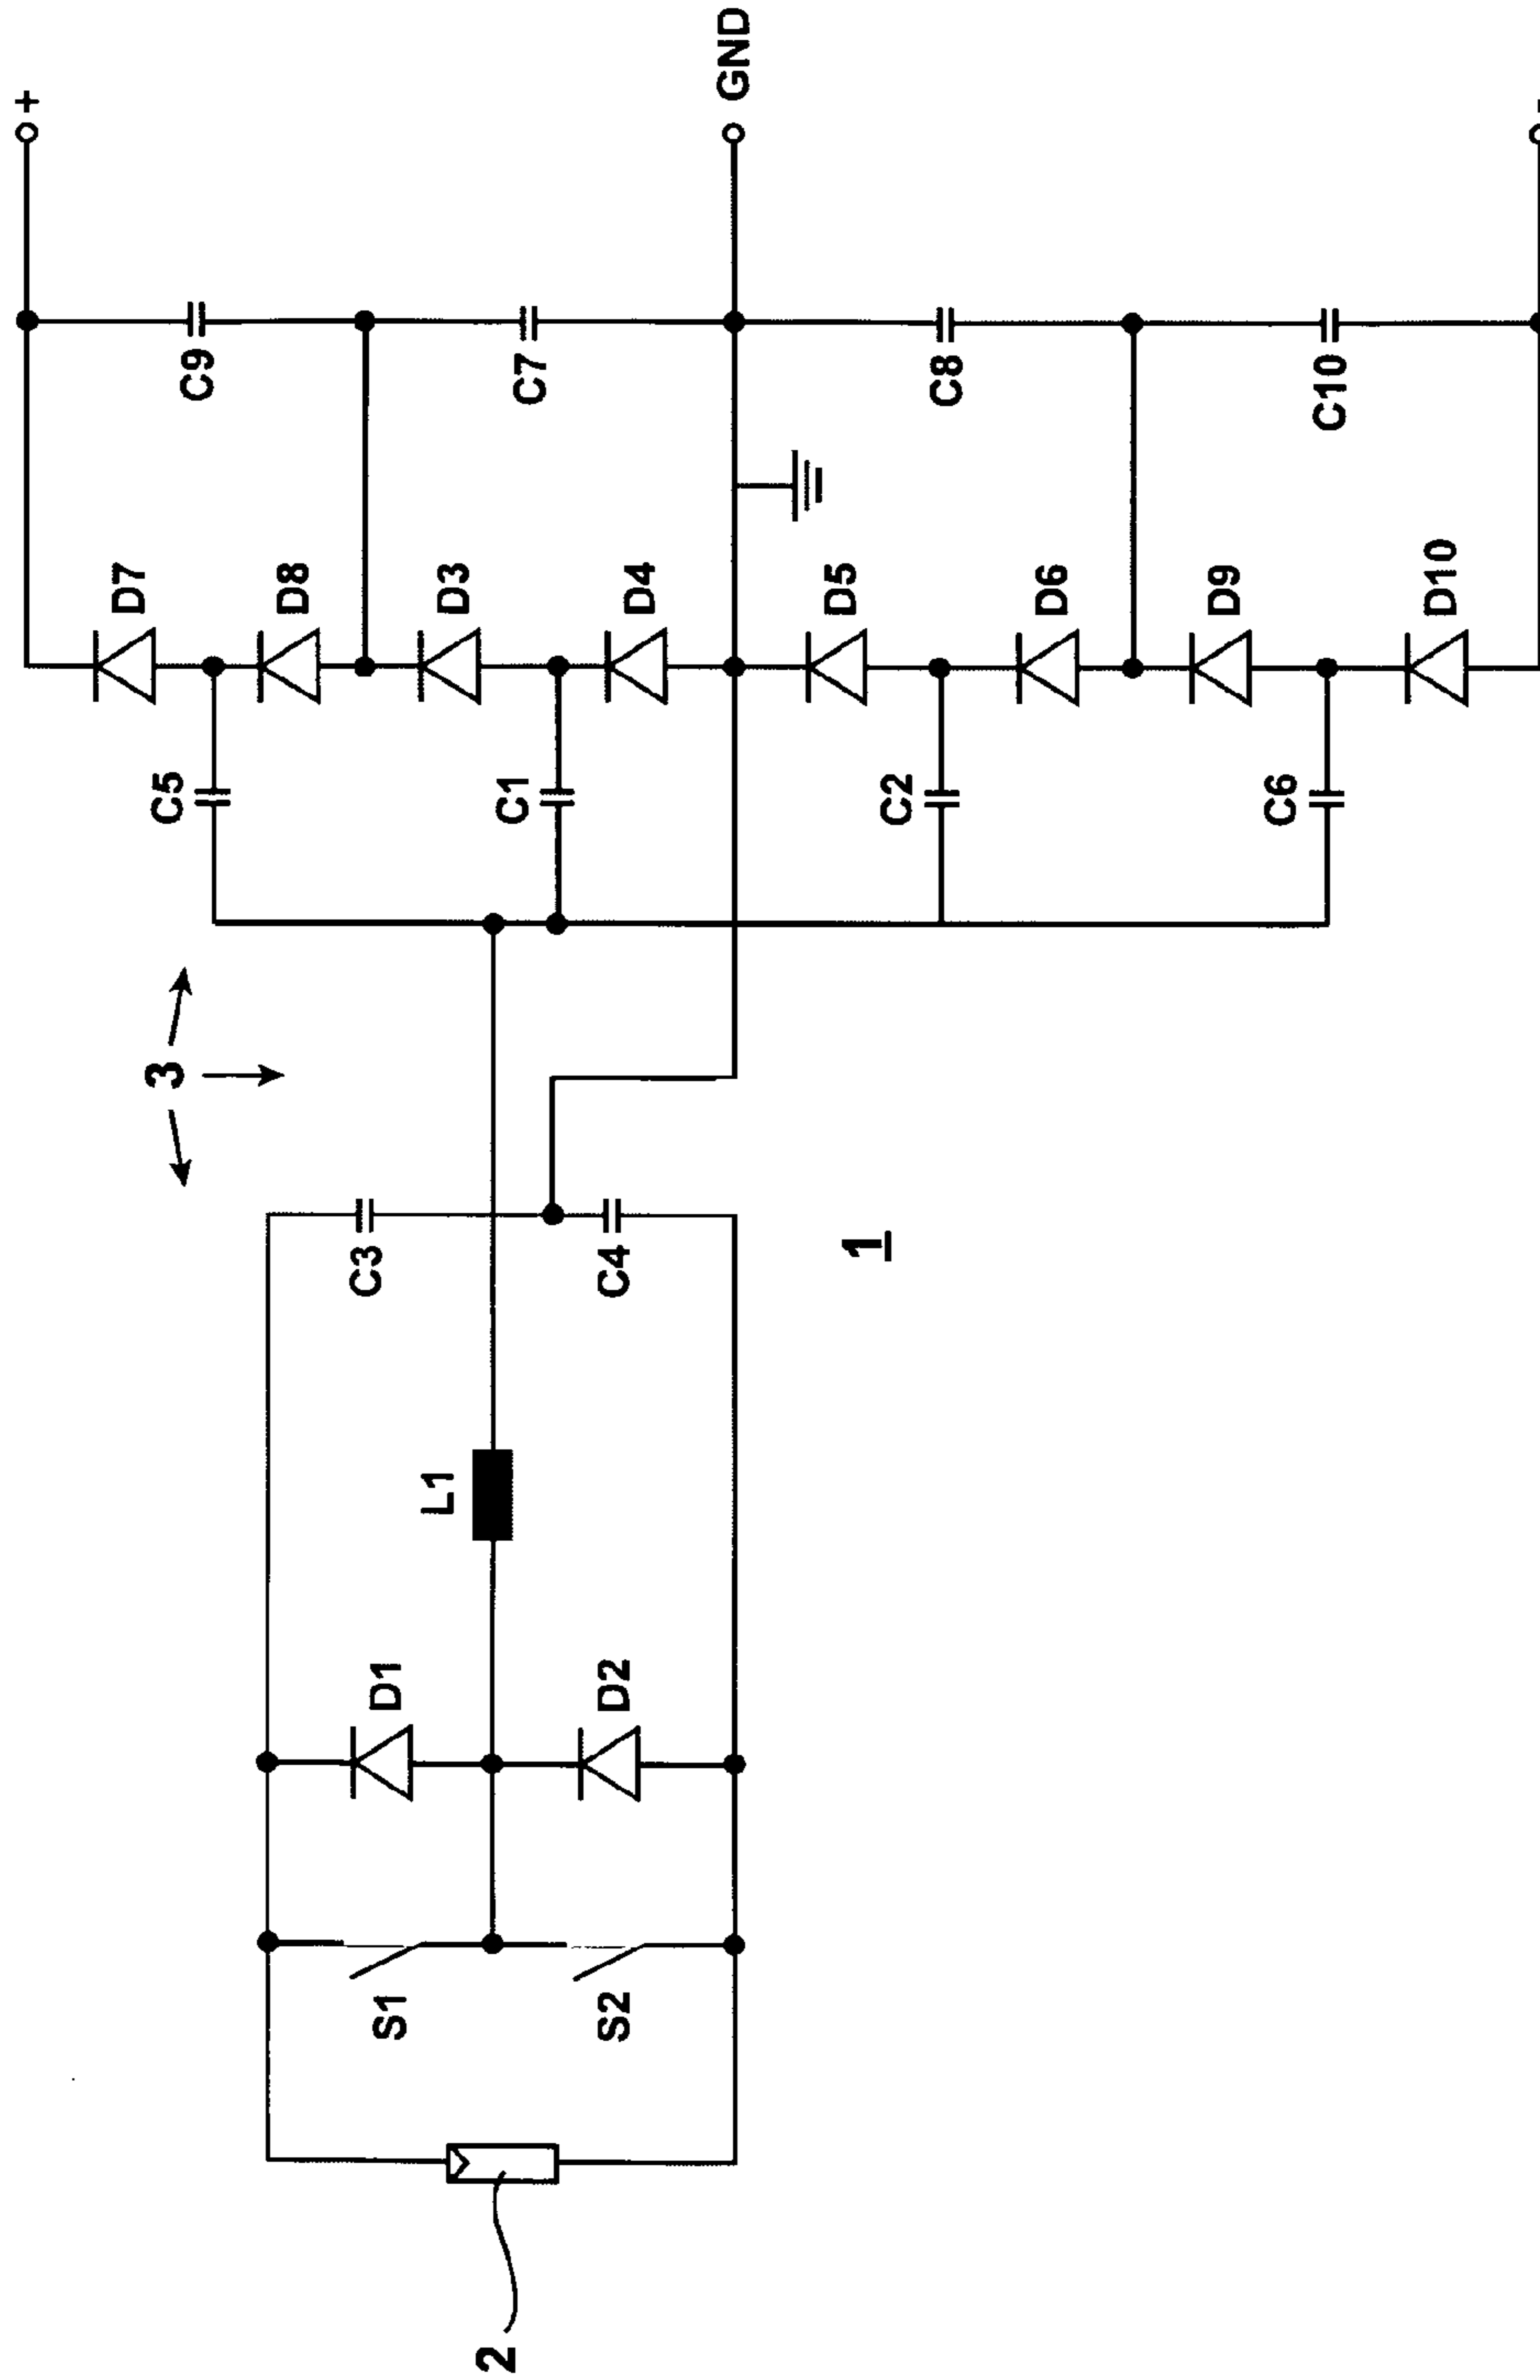 +
GND
-
C9
C7
C8
C10
D7
D8
D3
D4
D5
D6
D9
D10
C5
C1
C2
C6
3
C3
C4
1
L1
D1
D2
S1
S2
2